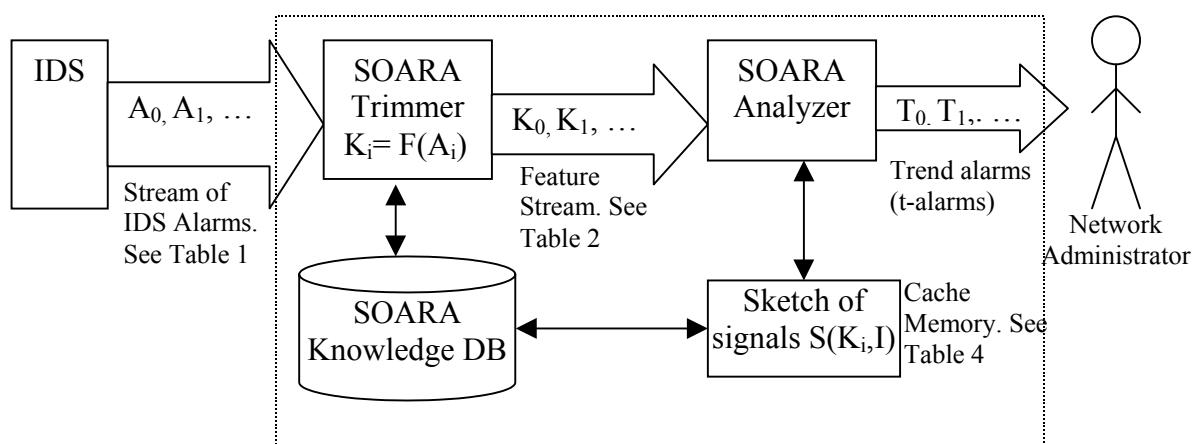 IDS
A₀, A₁, …
Stream of
IDS Alarms.
See Table 1
SOARA
Trimmer
Kᵢ= F(Aᵢ)
K₀, K₁, …
Feature
Stream. See
Table 2
SOARA
Analyzer
T₀. T₁,. …
Trend alarms
(t-alarms)
Network
Administrator
SOARA
Knowledge DB
Sketch of
signals S(Kᵢ,I)
Cache
Memory. See
Table 4